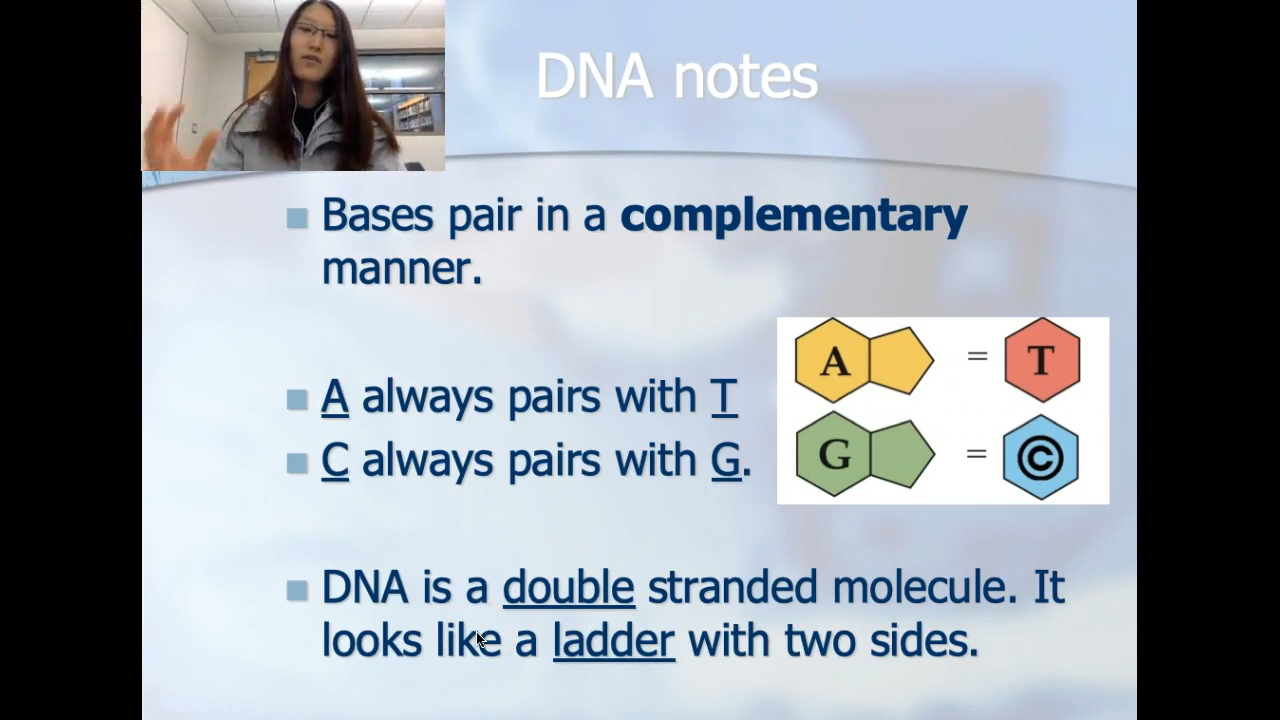 DNA notes
Bases pair in a complementary
manner.
A always pairs with T
C always pairs with G.
A = T
G = ©
DNA is a double stranded molecule. It
looks like a ladder with two sides.